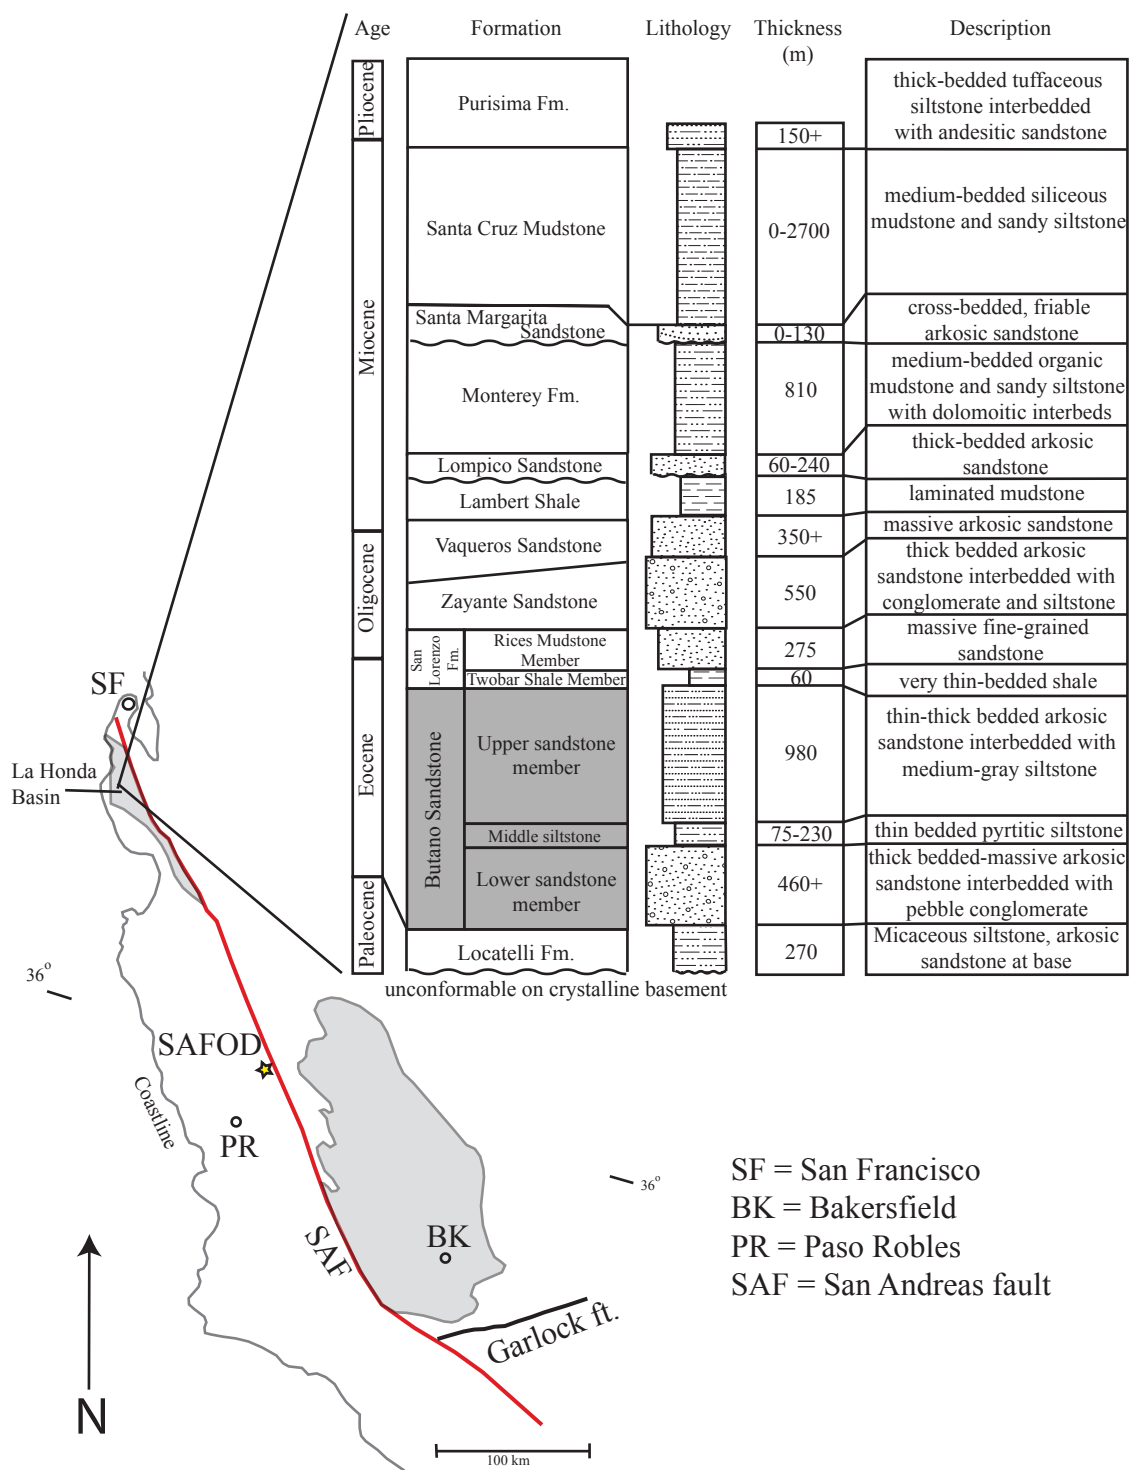 Age
Formation
Lithology
Thickness
(m)
Description
Pliocene
Purisima Fm.
150+
thick-bedded tuffaceous
siltstone interbedded
with andesitic sandstone
Miocene
Santa Cruz Mudstone
0-2700
medium-bedded siliceous
mudstone and sandy siltstone
Santa Margarita
Sandstone
0-130
cross-bedded, friable
arkosic sandstone
Monterey Fm.
810
medium-bedded organic
mudstone and sandy siltstone
with dolomoitic interbeds
Lompico Sandstone
60-240
thick-bedded arkosic
sandstone
Lambert Shale
185
laminated mudstone
Oligocene
Vaqueros Sandstone
350+
massive arkosic sandstone
Zayante Sandstone
550
thick bedded arkosic
sandstone interbedded with
conglomerate and siltstone
San
Lorenzo
Fm.
Rices Mudstone
Member
275
massive fine-grained
sandstone
Twobar Shale Member
60
very thin-bedded shale
Eocene
Butano Sandstone
Upper sandstone
member
980
thin-thick bedded arkosic
sandstone interbedded with
medium-gray siltstone
Middle siltstone
75-230
thin bedded pyrtitic siltstone
Lower sandstone
member
460+
thick bedded-massive arkosic
sandstone interbedded with
pebble conglomerate
Paleocene
Locatelli Fm.
270
Micaceous siltstone, arkosic
sandstone at base
unconformable on crystalline basement
SF
La Honda
Basin
36°
SAFOD
Coastline
PR
36°
SAF
BK
Garlock ft.
N
100 km
SF = San Francisco
BK = Bakersfield
PR = Paso Robles
SAF = San Andreas fault